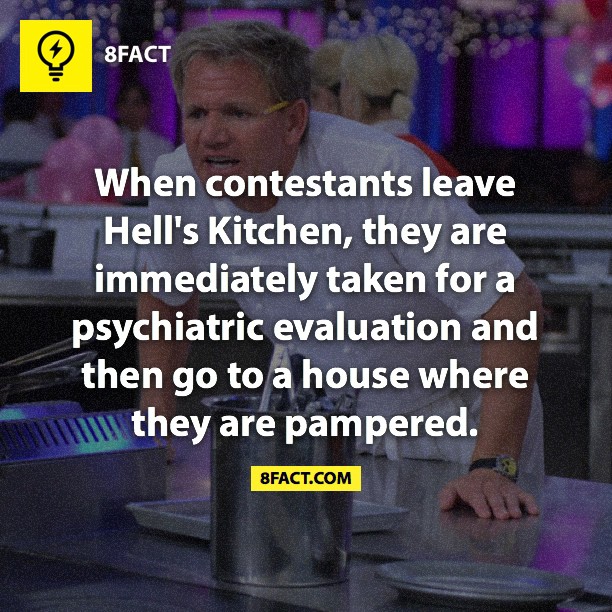 8FACT
When contestants leave
Hell's Kitchen, they are
immediately taken for a
psychiatric evaluation and
then go to a house where
they are pampered.
8FACT.COM